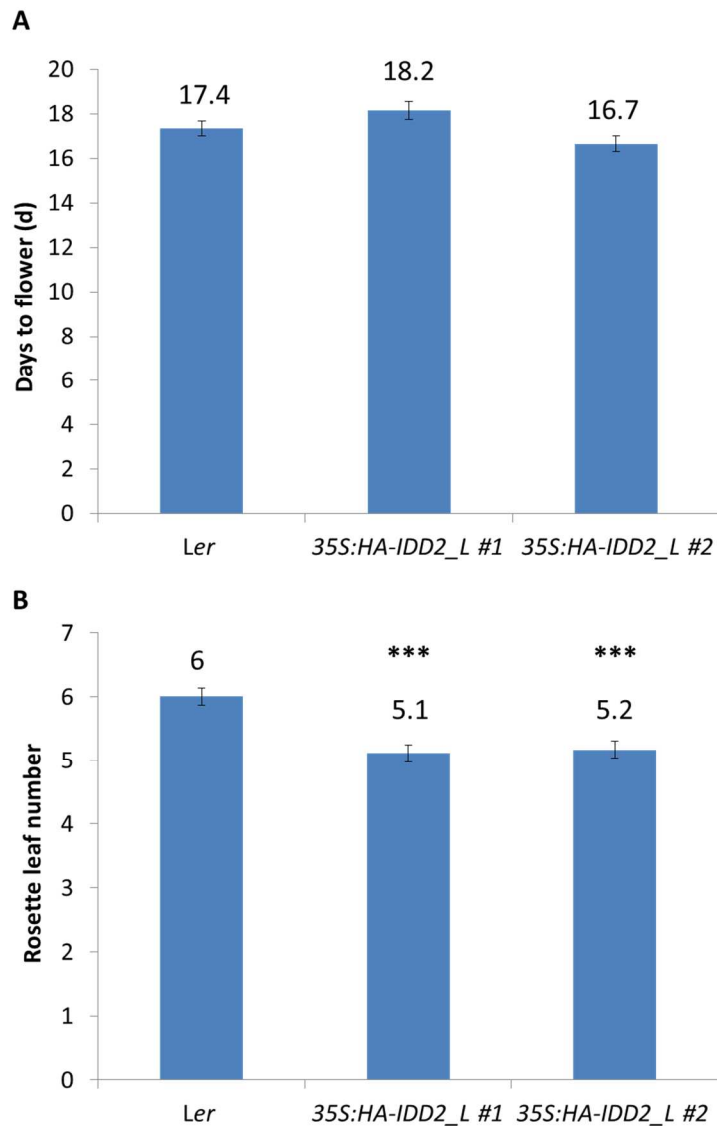 A
20
18
16
14
12
10
8
6
4
2
0
Days to flower (d)
17.4
18.2
16.7
Ler
35S:HA-IDD2_L #1
35S:HA-IDD2_L #2
B
7
6
5
4
3
2
1
0
Rosette leaf number
6
***
5.1
***
5.2
Ler
35S:HA-IDD2_L #1
35S:HA-IDD2_L #2